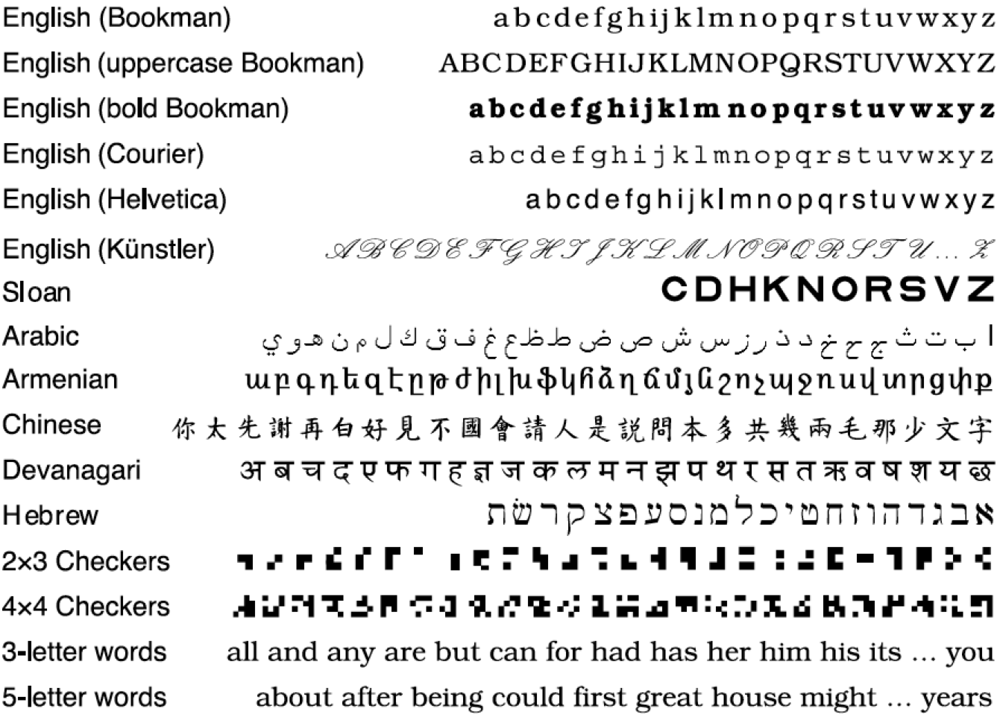 English (Bookman) abcdefghijklmnopqrstuvwxyz
English (uppercase Bookman) ABCDEFGHIJKLMNOPQRSTUVWXYZ
English (bold Bookman) abcdefghijklmnopqrstuvwxyz
English (Courier) abcdefghijklmnopqrstuvwxyz
English (Helvetica) abcdefghijklmnopqrstuvwxyz
English (Künstler) ABCDEFGHIJKLMNOPQRSTU...Z
Sloan CDHKNORSVZ
Arabic ا ب ت ث ج ح خ د ذ ر ز س ش ص ض ط ظ ع غ ف ق ك ل م ن ه و ي
Armenian աբգդեզէըթժիլխֆկհձղճմյնշոչպջռսվտրցւփք
Chinese 你太先謝再白好見不國會請人是説問本多共幾兩毛那少文字
Devanagari अ ब च द ए फ ग ह ज्ञ ज क ल म न झ प थ र स त ऋ व ष श य छ
Hebrew אבגדהוזחטיכלמנסעפצקרשׂת
2×3 Checkers
4×4 Checkers
3-letter words all and any are but can for had has her him his its ... you
5-letter words about after being could first great house might ... years